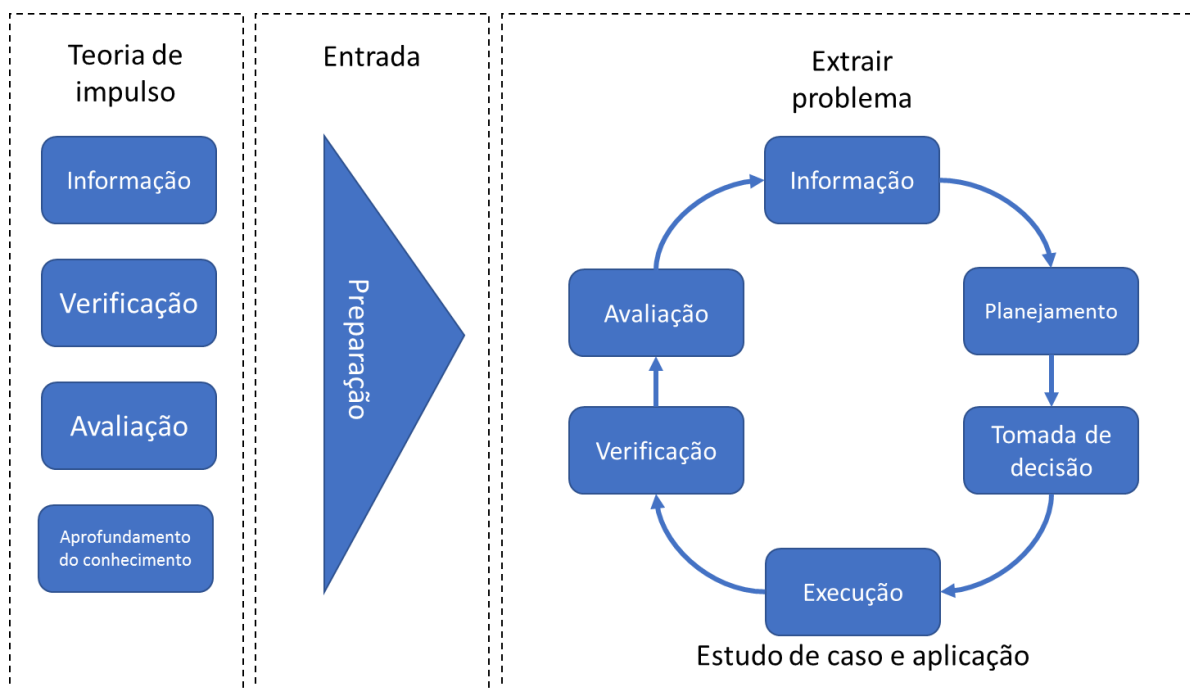 Teoria de
impulso
Informação
Verificação
Avaliação
Aprofundamento
do conhecimento
Entrada
Preparação
Extrair
problema
Informação
Planejamento
Tomada de
decisão
Execução
Verificação
Avaliação
Estudo de caso e aplicação